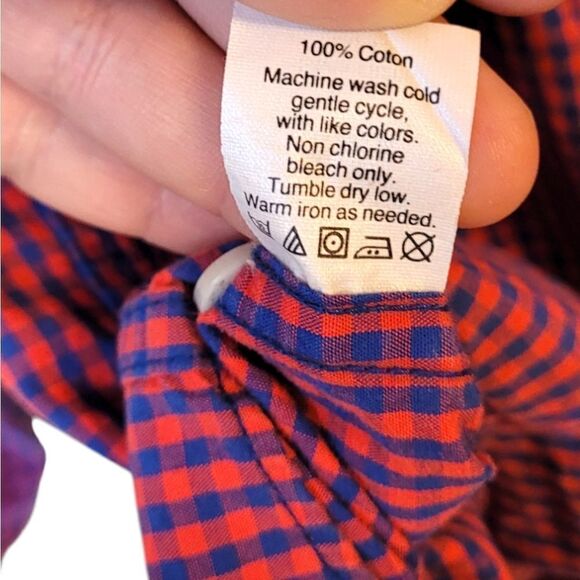 100% Coton
Machine wash cold
gentle cycle,
with like colors.
Non chlorine
bleach only.
Tumble dry low.
Warm iron as needed.